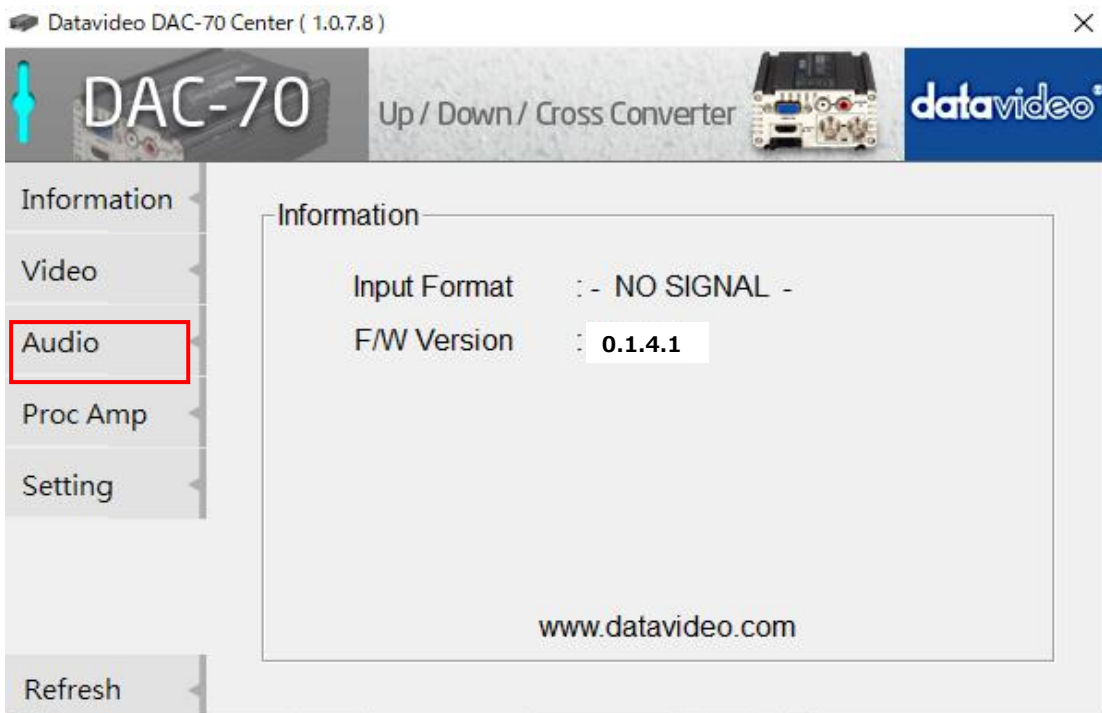 Datavideo DAC-70 Center ( 1.0.7.8 )
DAC-70
Up / Down / Cross Converter
datavideo®
Information
Video
Audio
Proc Amp
Setting
Refresh
Information
Input Format : - NO SIGNAL -
F/W Version : 0.1.4.1
www.datavideo.com